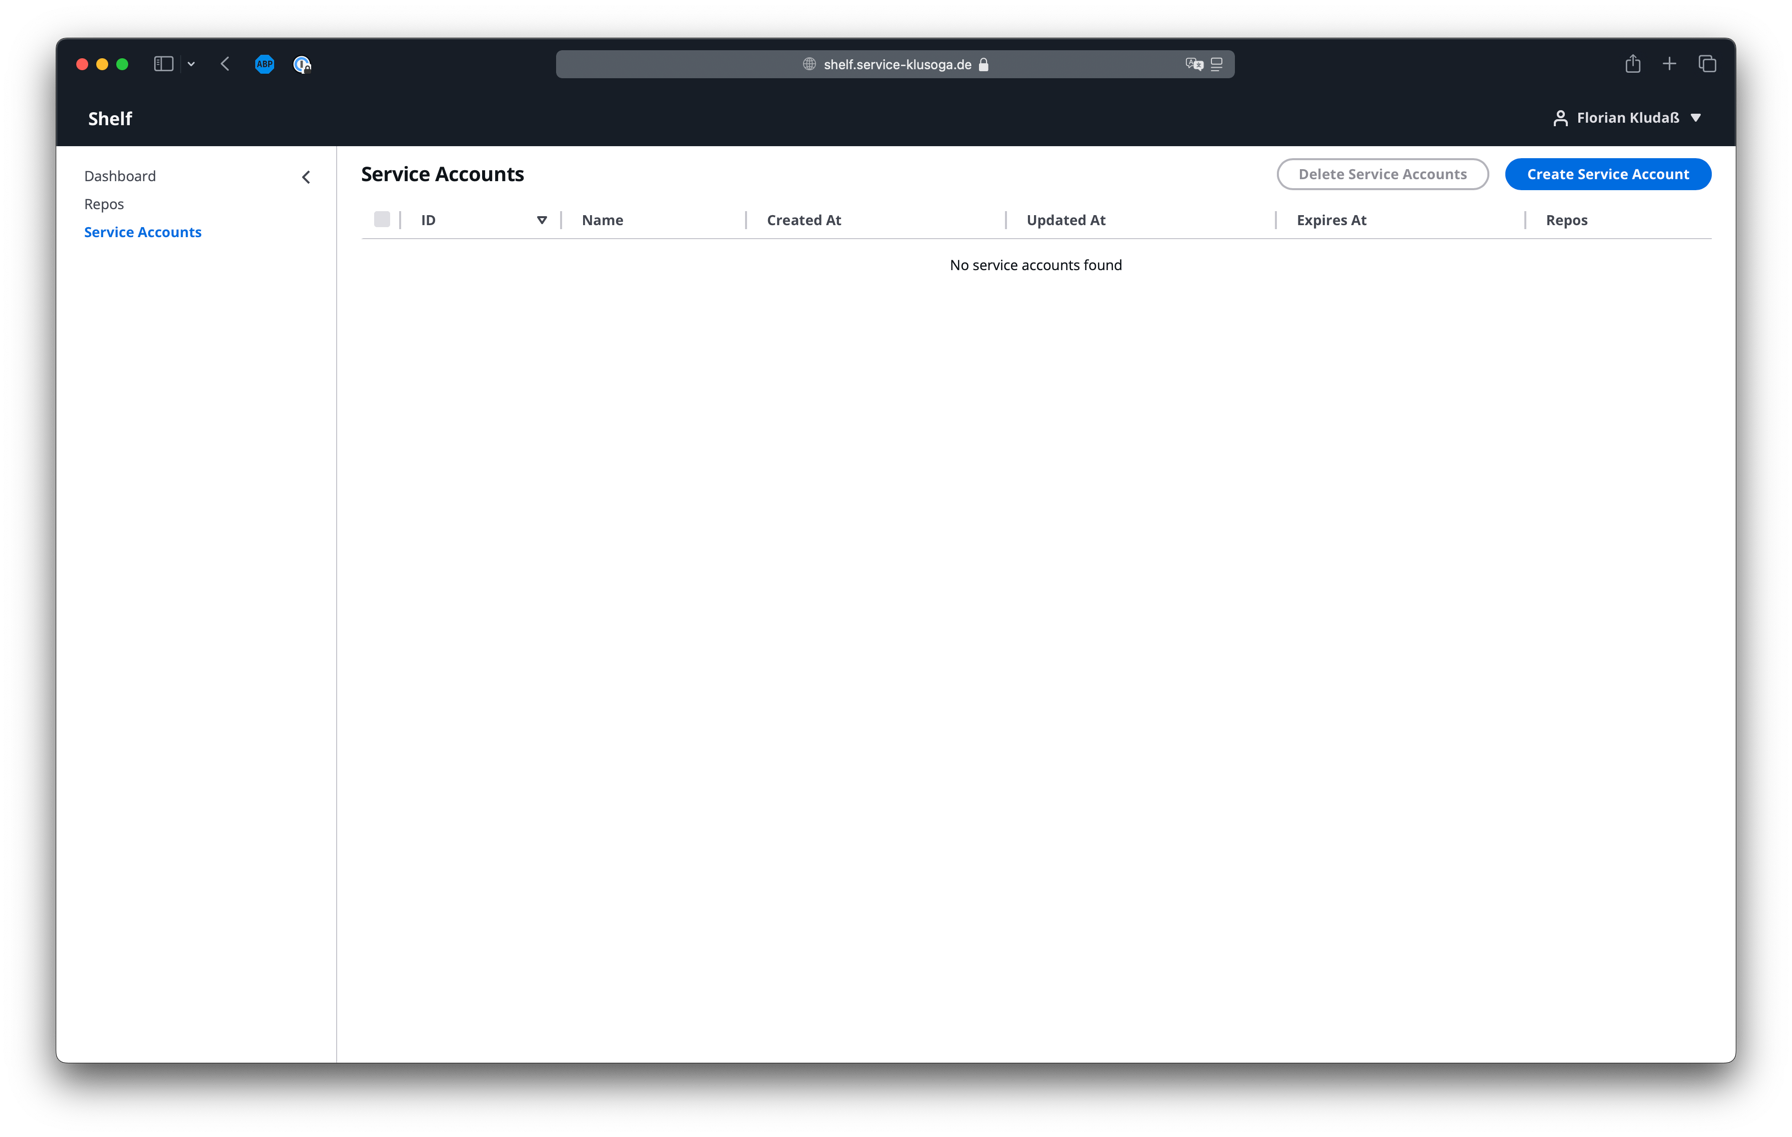 ABP
shelf.service-klusoga.de
Shelf
Florian Kludaß
Dashboard
Repos
Service Accounts
Service Accounts
Delete Service Accounts
Create Service Account
ID
Name
Created At
Updated At
Expires At
Repos
No service accounts found